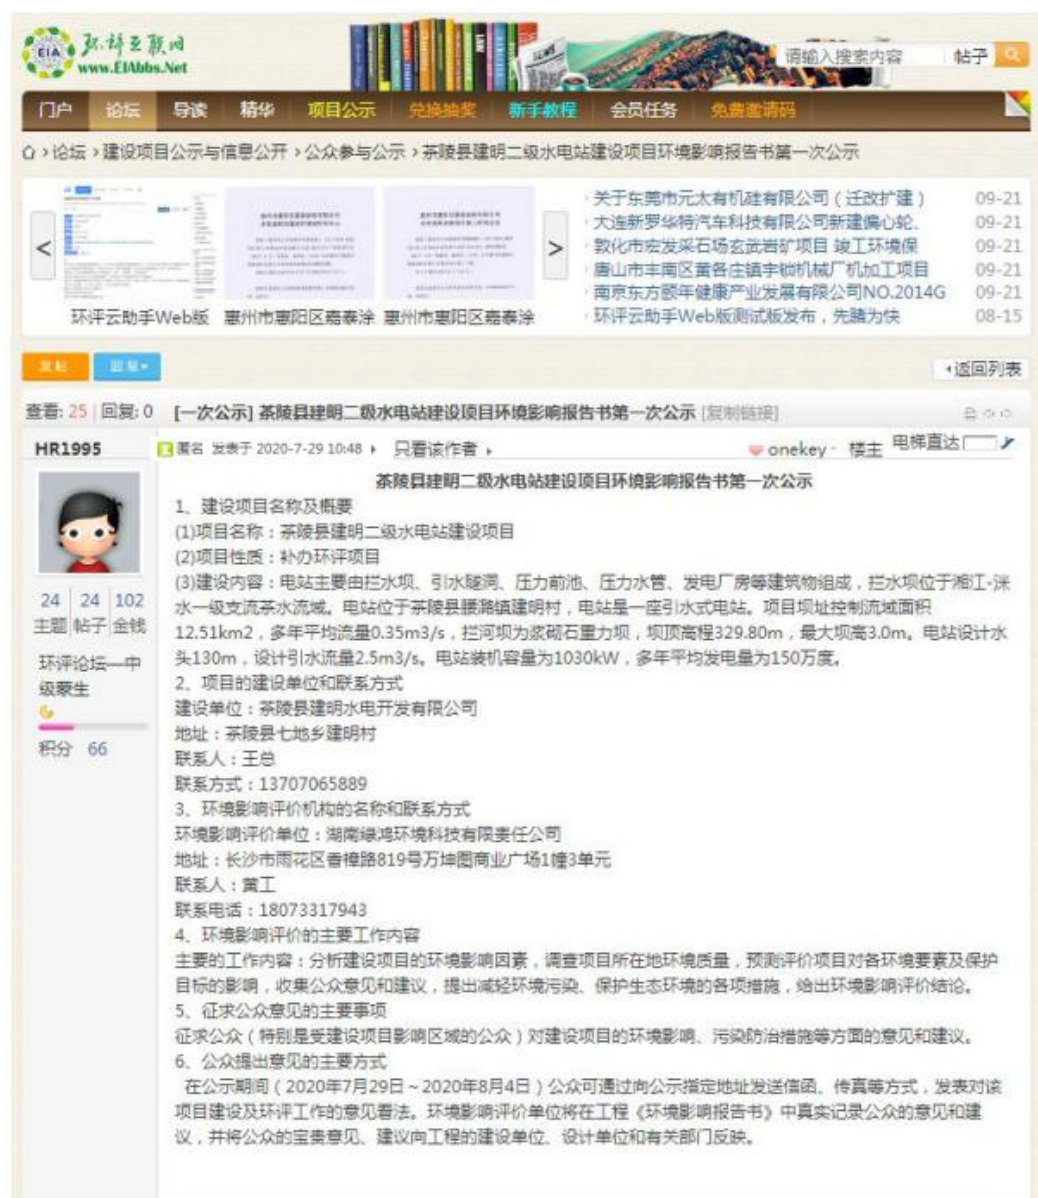 EIA 环评互联网
www.EIAbbs.Net
请输入搜索内容 帖子
门户 论坛 导读 精华 项目公示 兑换抽奖 新手教程 会员任务 免费邀请码
›论坛›建设项目公示与信息公开›公众参与公示›茶陵县建明二级水电站建设项目环境影响报告书第一次公示
关于东莞市元太有机硅有限公司（迁改扩建） 09-21
大连新罗华特汽车科技有限公司新建偏心轮、 09-21
敦化市宏发采石场玄武岩矿项目 竣工环境保 09-21
唐山市丰南区黄各庄镇宇锁机械厂机加工项目 09-21
南京东方颐年健康产业发展有限公司NO.2014G 09-21
环评云助手Web版测试版发布，先睹为快 08-15
< >
环评云助手Web版 惠州市惠阳区嘉泰涂 惠州市惠阳区嘉泰涂
发帖 回复 返回列表
查看: 25 回复: 0 [一次公示] 茶陵县建明二级水电站建设项目环境影响报告书第一次公示 [复制链接]
HR1995 匿名 发表于 2020-7-29 10:48 只看该作者 onekey 楼主 电梯直达
24 24 102
主题 帖子 金钱
环评论坛—中
级蒙生
积分 66
茶陵县建明二级水电站建设项目环境影响报告书第一次公示
1、建设项目名称及概要
(1)项目名称：茶陵县建明二级水电站建设项目
(2)项目性质：补办环评项目
(3)建设内容：电站主要由拦水坝、引水隧洞、压力前池、压力水管、发电厂房等建筑物组成，拦水坝位于湘江-洣
水一级支流茶水流域。电站位于茶陵县腰潞镇建明村，电站是一座引水式电站。项目坝址控制流域面积
12.51km2，多年平均流量0.35m3/s，拦河坝为浆砌石重力坝，坝顶高程329.80m，最大坝高3.0m。电站设计水
头130m，设计引水流量2.5m3/s。电站装机容量为1030kW，多年平均发电量为150万度。
2、项目的建设单位和联系方式
建设单位：茶陵县建明水电开发有限公司
地址：茶陵县七地乡建明村
联系人：王总
联系方式：13707065889
3、环境影响评价机构的名称和联系方式
环境影响评价单位：湖南绿鸿环境科技有限责任公司
地址：长沙市雨花区香樟路819号万坤图商业广场1幢3单元
联系人：黄工
联系电话：18073317943
4、环境影响评价的主要工作内容
主要的工作内容：分析建设项目的环境影响因素，调查项目所在地环境质量，预测评价项目对各环境要素及保护
目标的影响，收集公众意见和建议，提出减轻环境污染、保护生态环境的各项措施，给出环境影响评价结论。
5、征求公众意见的主要事项
征求公众（特别是受建设项目影响区域的公众）对建设项目的环境影响、污染防治措施等方面的意见和建议。
6、公众提出意见的主要方式
在公示期间（2020年7月29日～2020年8月4日）公众可通过向公示指定地址发送信函、传真等方式，发表对该
项目建设及环评工作的意见看法。环境影响评价单位将在工程《环境影响报告书》中真实记录公众的意见和建
议，并将公众的宝贵意见、建议向工程的建设单位、设计单位和有关部门反映。